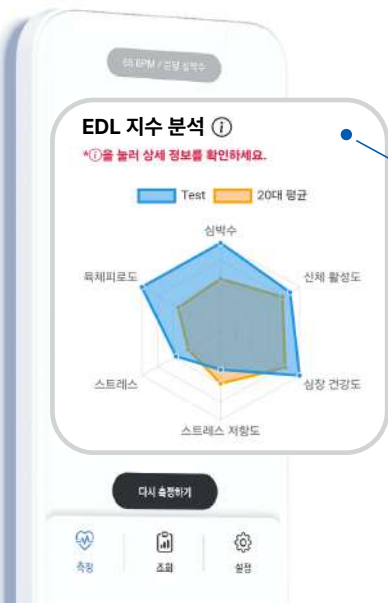 65 BPM / 분당 심박수
EDL 지수 분석 ⓘ
*ⓘ을 눌러 상세 정보를 확인하세요.
Test 20대 평균
심박수
육체피로도 신체 활성도
스트레스 심장 건강도
스트레스 저항도
다시 측정하기
측정 조회 설정